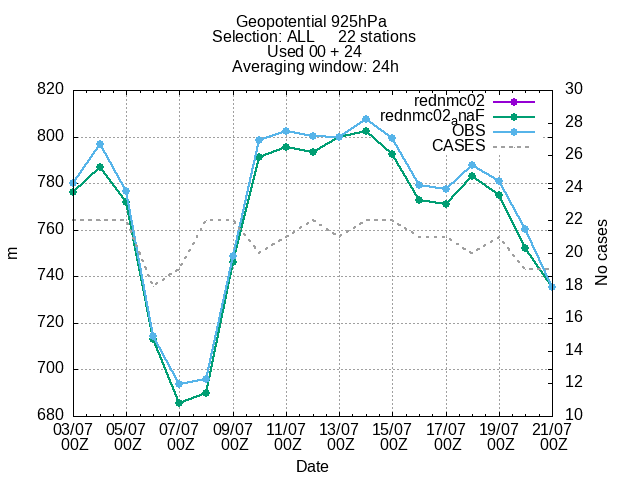 Geopotential 925hPa
Selection: ALL 22 stations
Used 00 + 24
Averaging window: 24h
820 30
rednmc02
rednmc02anaF
OBS
CASES
800 28
780 26
760 24
740 22
720 20
700 18
680 16
14
12
10
m
No cases
03/07 05/07 07/07 09/07 11/07 13/07 15/07 17/07 19/07 21/07
00Z 00Z 00Z 00Z 00Z 00Z 00Z 00Z 00Z 00Z
Date